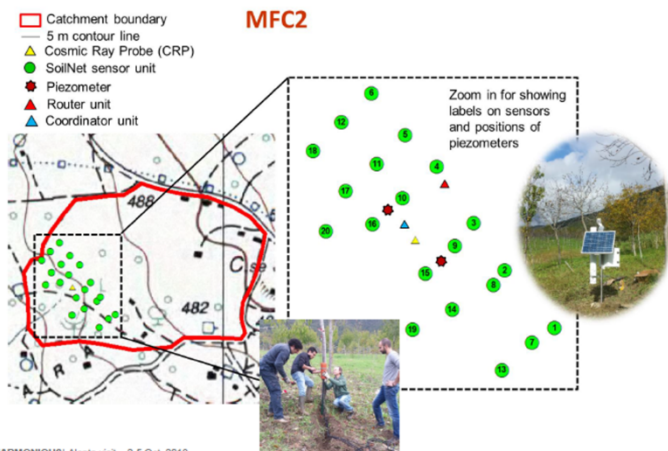 MFC2
Catchment boundary
5 m contour line
Cosmic Ray Probe (CRP)
SoilNet sensor unit
Piezometer
Router unit
Coordinator unit
Zoom in for showing
labels on sensors
and positions of
piezometers
6
12
5
18
11
4
17
10
16
3
20
9
15
2
8
14
19
1
7
13
488
482
C.se
A R A